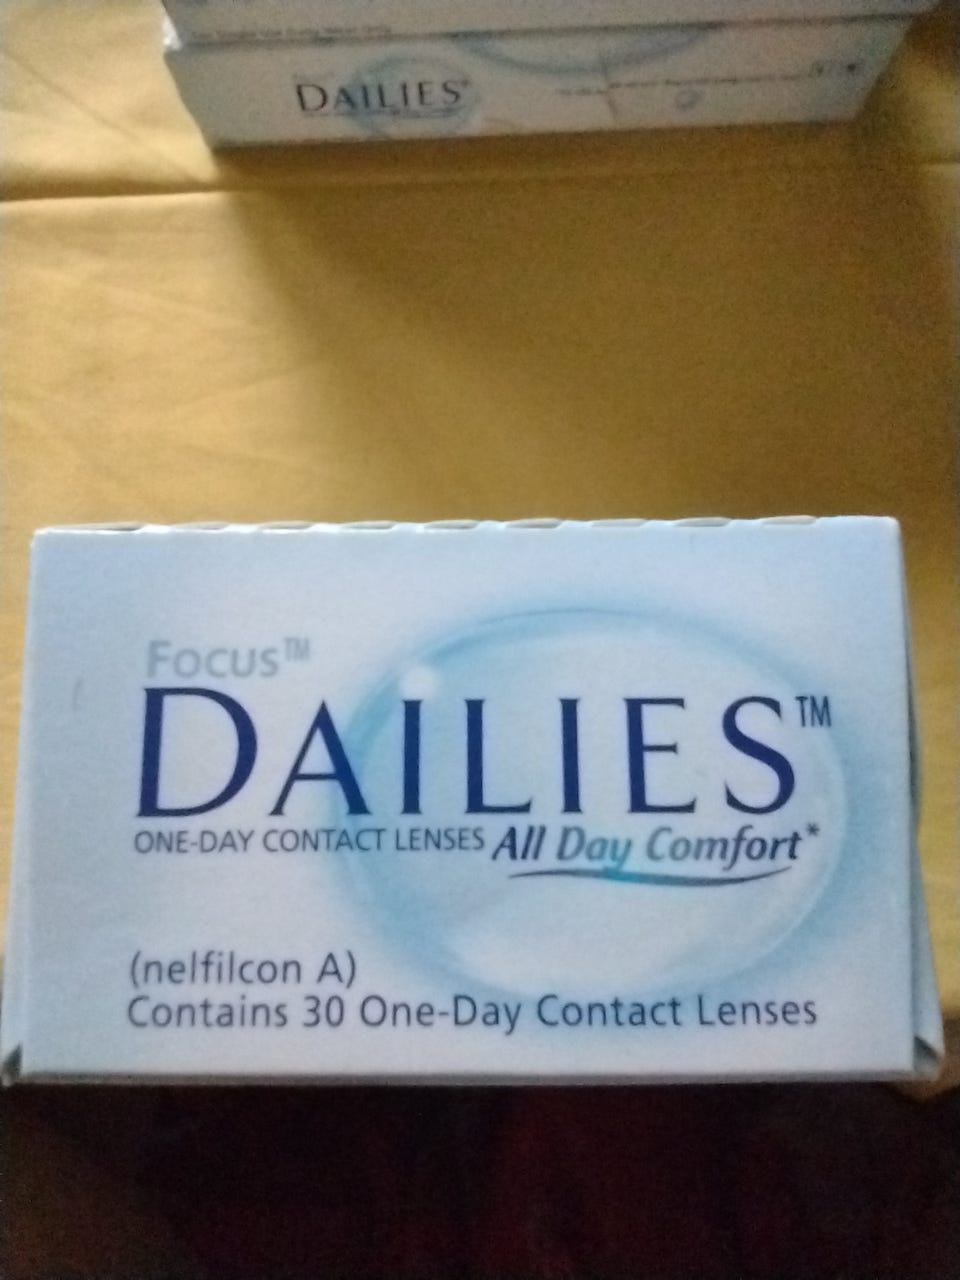 DAILIES
Focus™
DAILIES™
ONE-DAY CONTACT LENSES All Day Comfort*
(nelfilcon A)
Contains 30 One-Day Contact Lenses